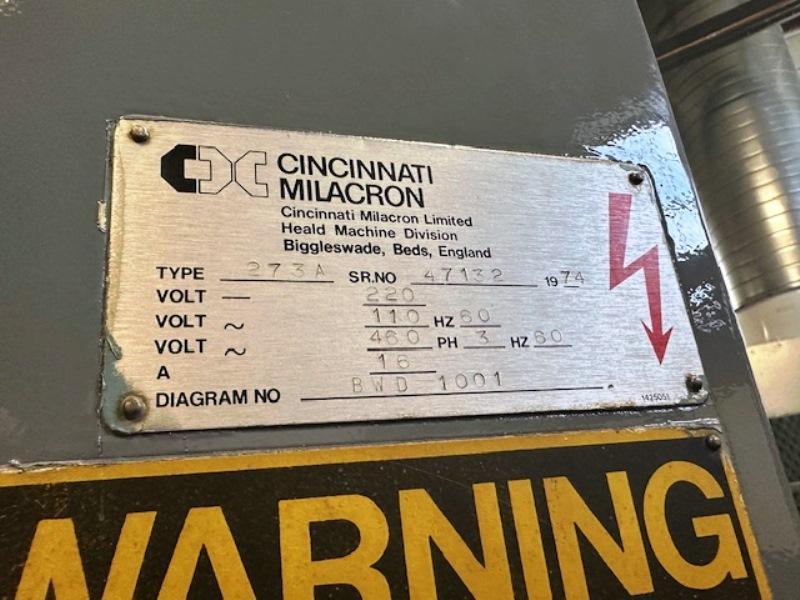 CINCINNATI
MILACRON
Cincinnati Milacron Limited
Heald Machine Division
Biggleswade, Beds, England
TYPE 273A SR.NO 47132 1974
VOLT — 220
VOLT ~ 110 HZ 60
VOLT ~ 460 PH 3 HZ 60
A 16
DIAGRAM NO BWD 1001
1425051
WARNING